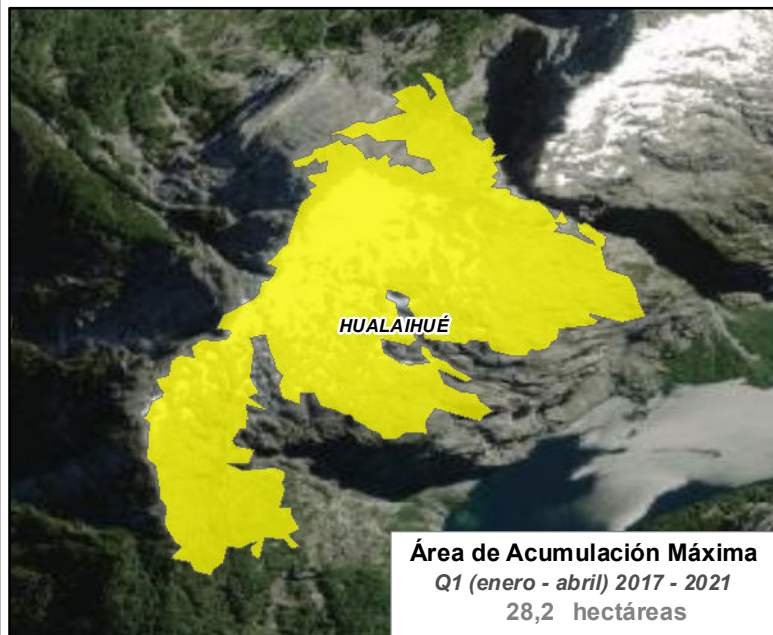 HUALAIHUÉ
Área de Acumulación Máxima
Q1 (enero - abril) 2017 - 2021
28,2 hectáreas